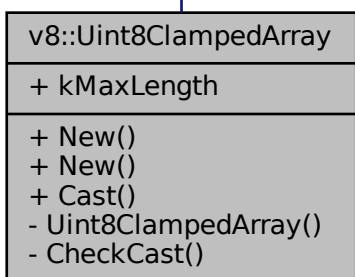 v8::Uint8ClampedArray
+ kMaxLength
+ New()
+ New()
+ Cast()
- Uint8ClampedArray()
- CheckCast()